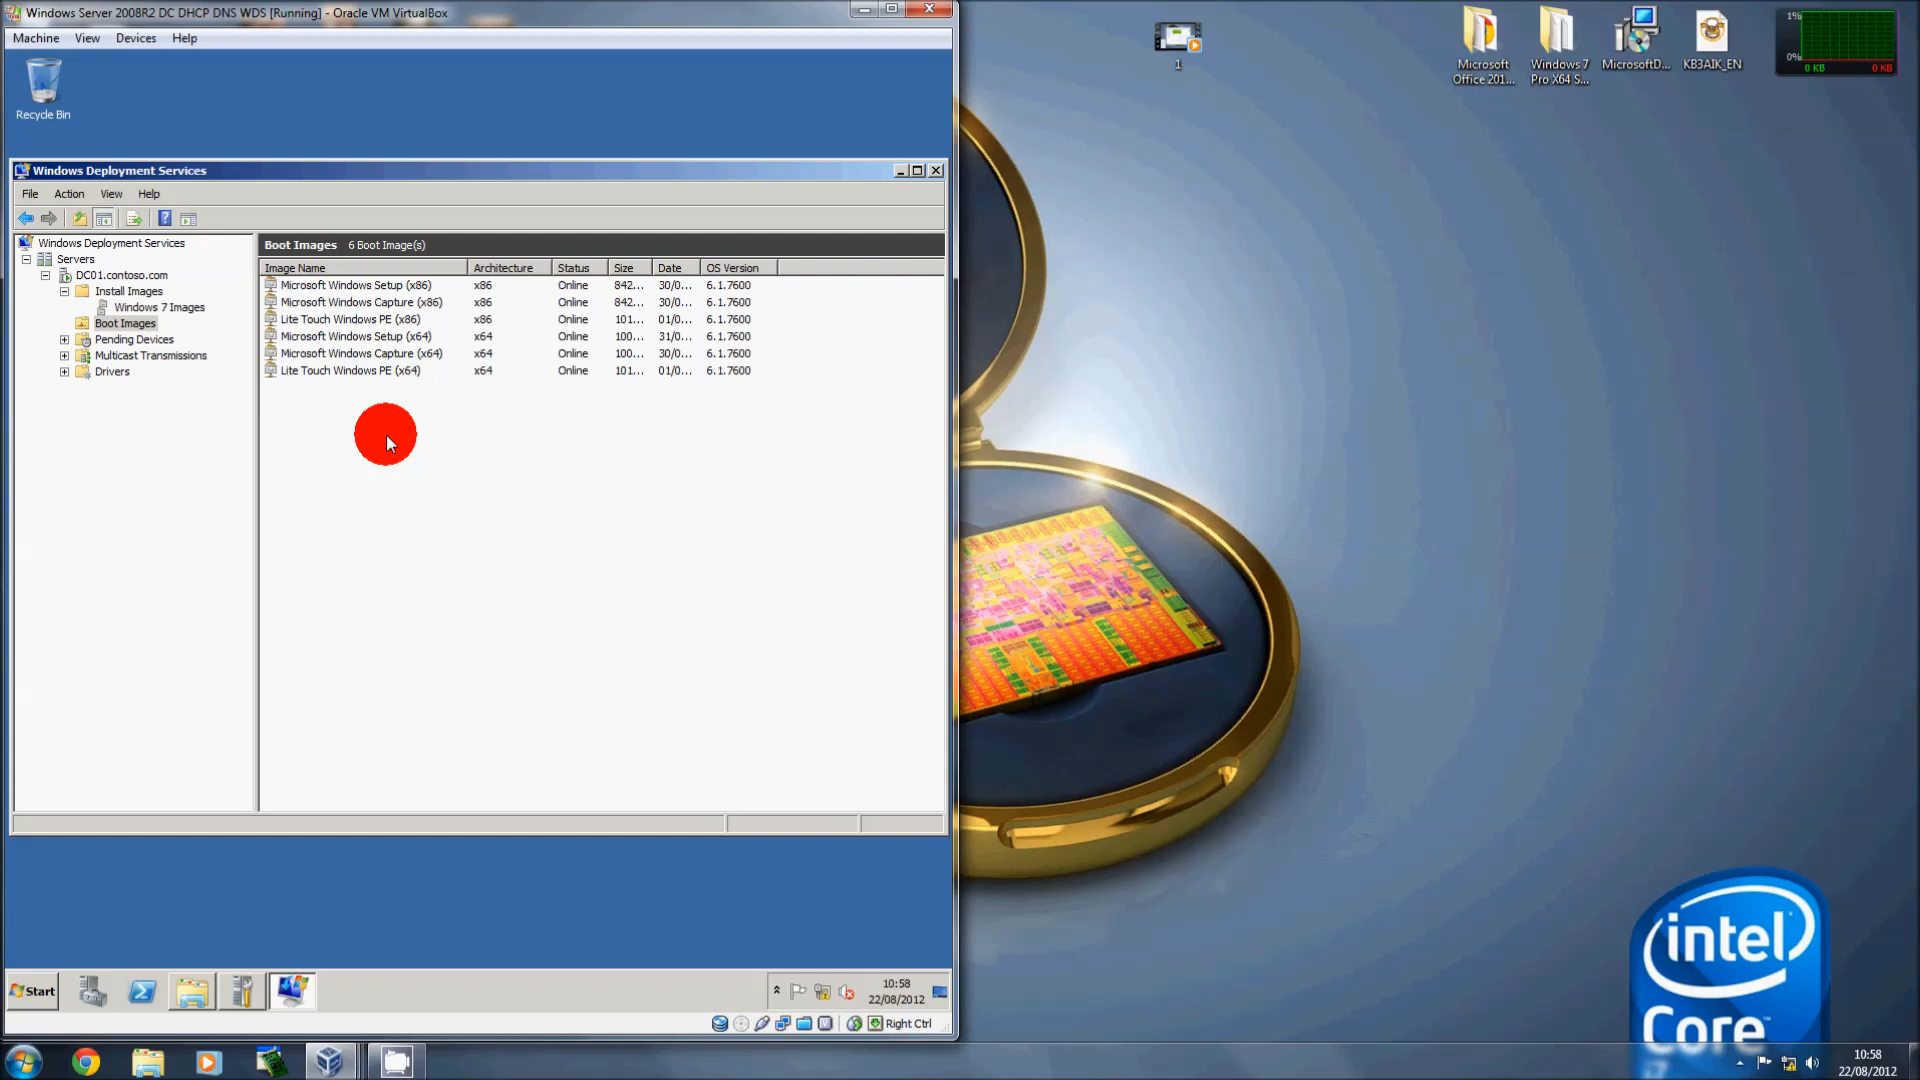 Windows Server 2008R2 DC DHCP DNS WDS [Running] - Oracle VM VirtualBox
Machine View Devices Help
Recycle Bin
Windows Deployment Services
File Action View Help
Windows Deployment Services
Servers
DC01.contoso.com
Install Images
Windows 7 Images
Boot Images
Pending Devices
Multicast Transmissions
Drivers
Boot Images 6 Boot Image(s)
Image Name Architecture Status Size Date OS Version
Microsoft Windows Setup (x86) x86 Online 842... 30/0... 6.1.7600
Microsoft Windows Capture (x86) x86 Online 842... 30/0... 6.1.7600
Lite Touch Windows PE (x86) x86 Online 101... 01/0... 6.1.7600
Microsoft Windows Setup (x64) x64 Online 100... 31/0... 6.1.7600
Microsoft Windows Capture (x64) x64 Online 100... 30/0... 6.1.7600
Lite Touch Windows PE (x64) x64 Online 101... 01/0... 6.1.7600
Start
10:58
22/08/2012
Right Ctrl
1
Microsoft
Office 201...
Windows 7
Pro X64 S...
MicrosoftD...
KB3AIK_EN
1%
0%
0 KB 0 KB
intel
Core™
i7
10:58
22/08/2012